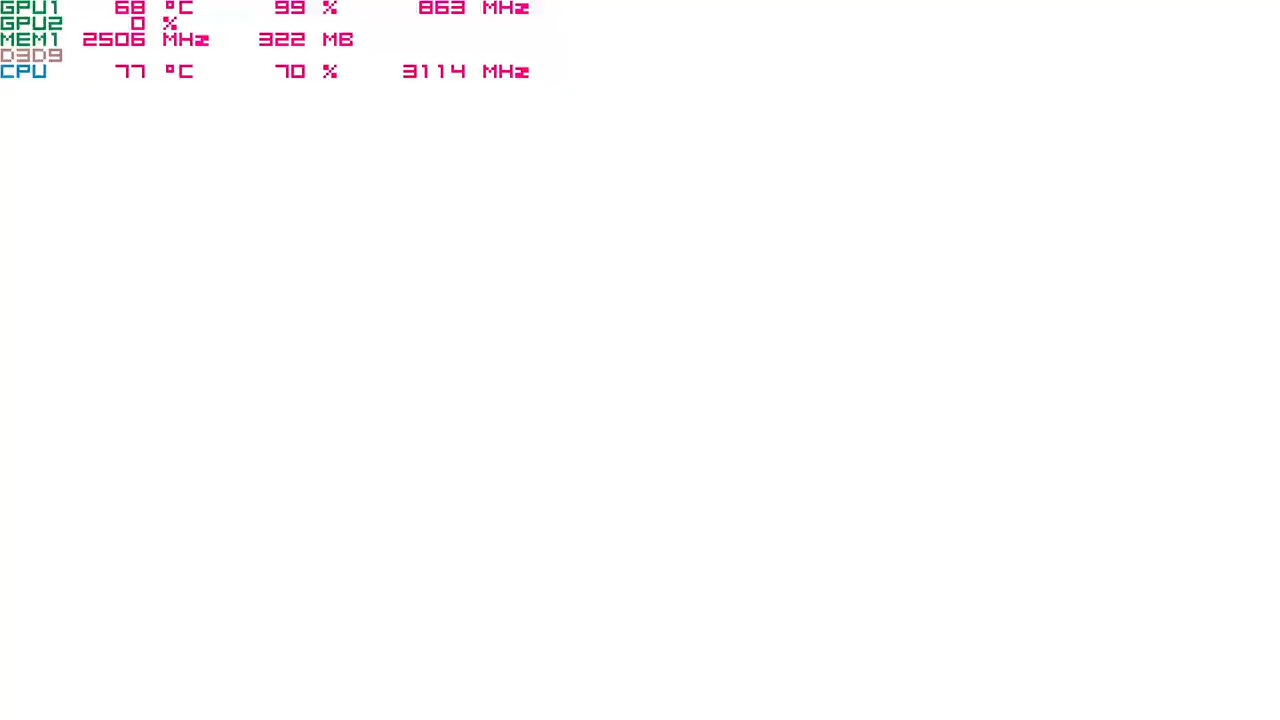 GPU1 68 °C 99 % 863 MHz
GPU2 0 %
MEM1 2506 MHz 322 MB
D3D9
CPU 77 °C 70 % 3114 MHz